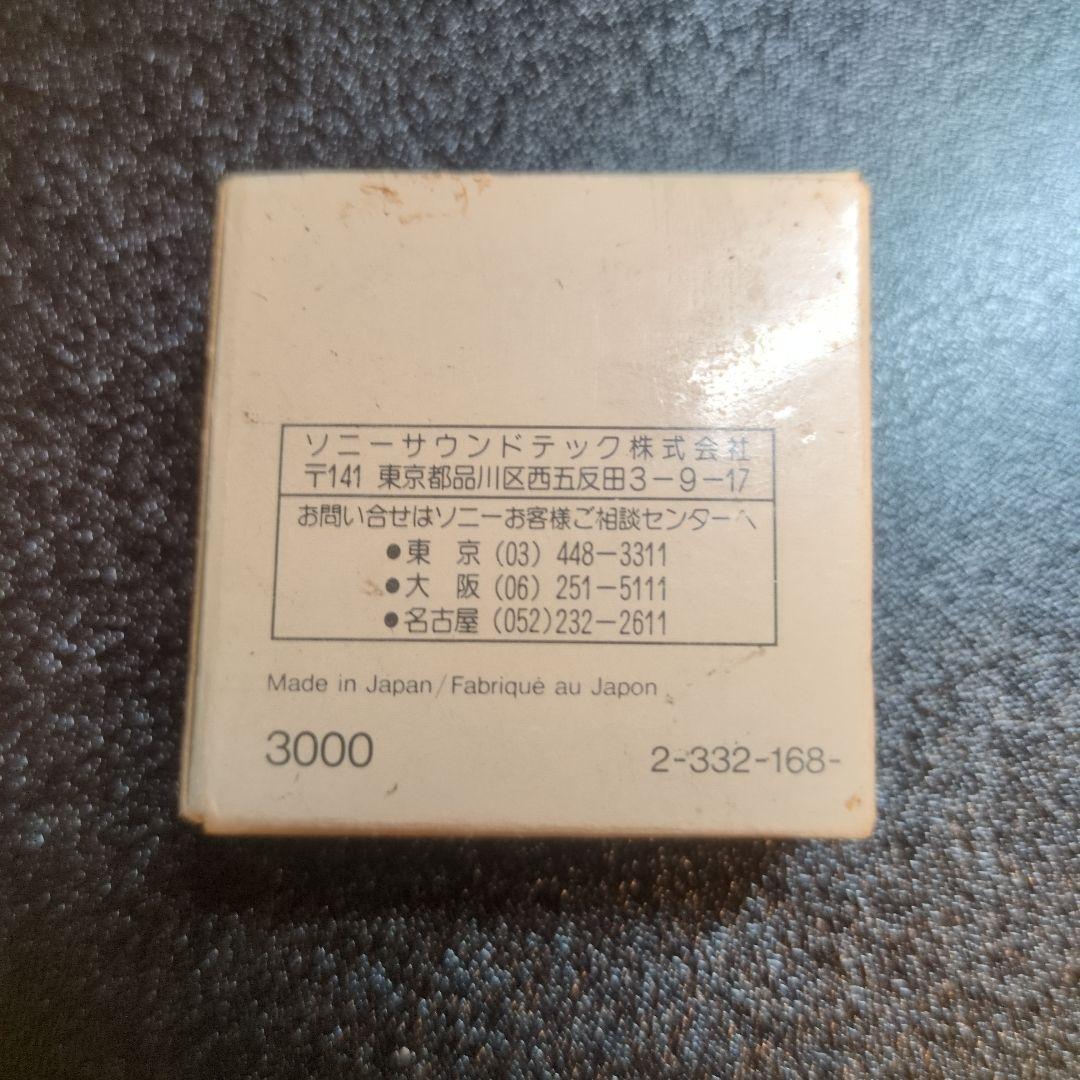 ソニーサウンドテック株式会社
〒141 東京都品川区西五反田3-9-17
お問い合せはソニーお客様ご相談センターへ
●東 京 (03) 448-3311
●大 阪 (06) 251-5111
●名古屋 (052) 232-2611
Made in Japan/Fabriqué au Japon
3000
2-332-168-